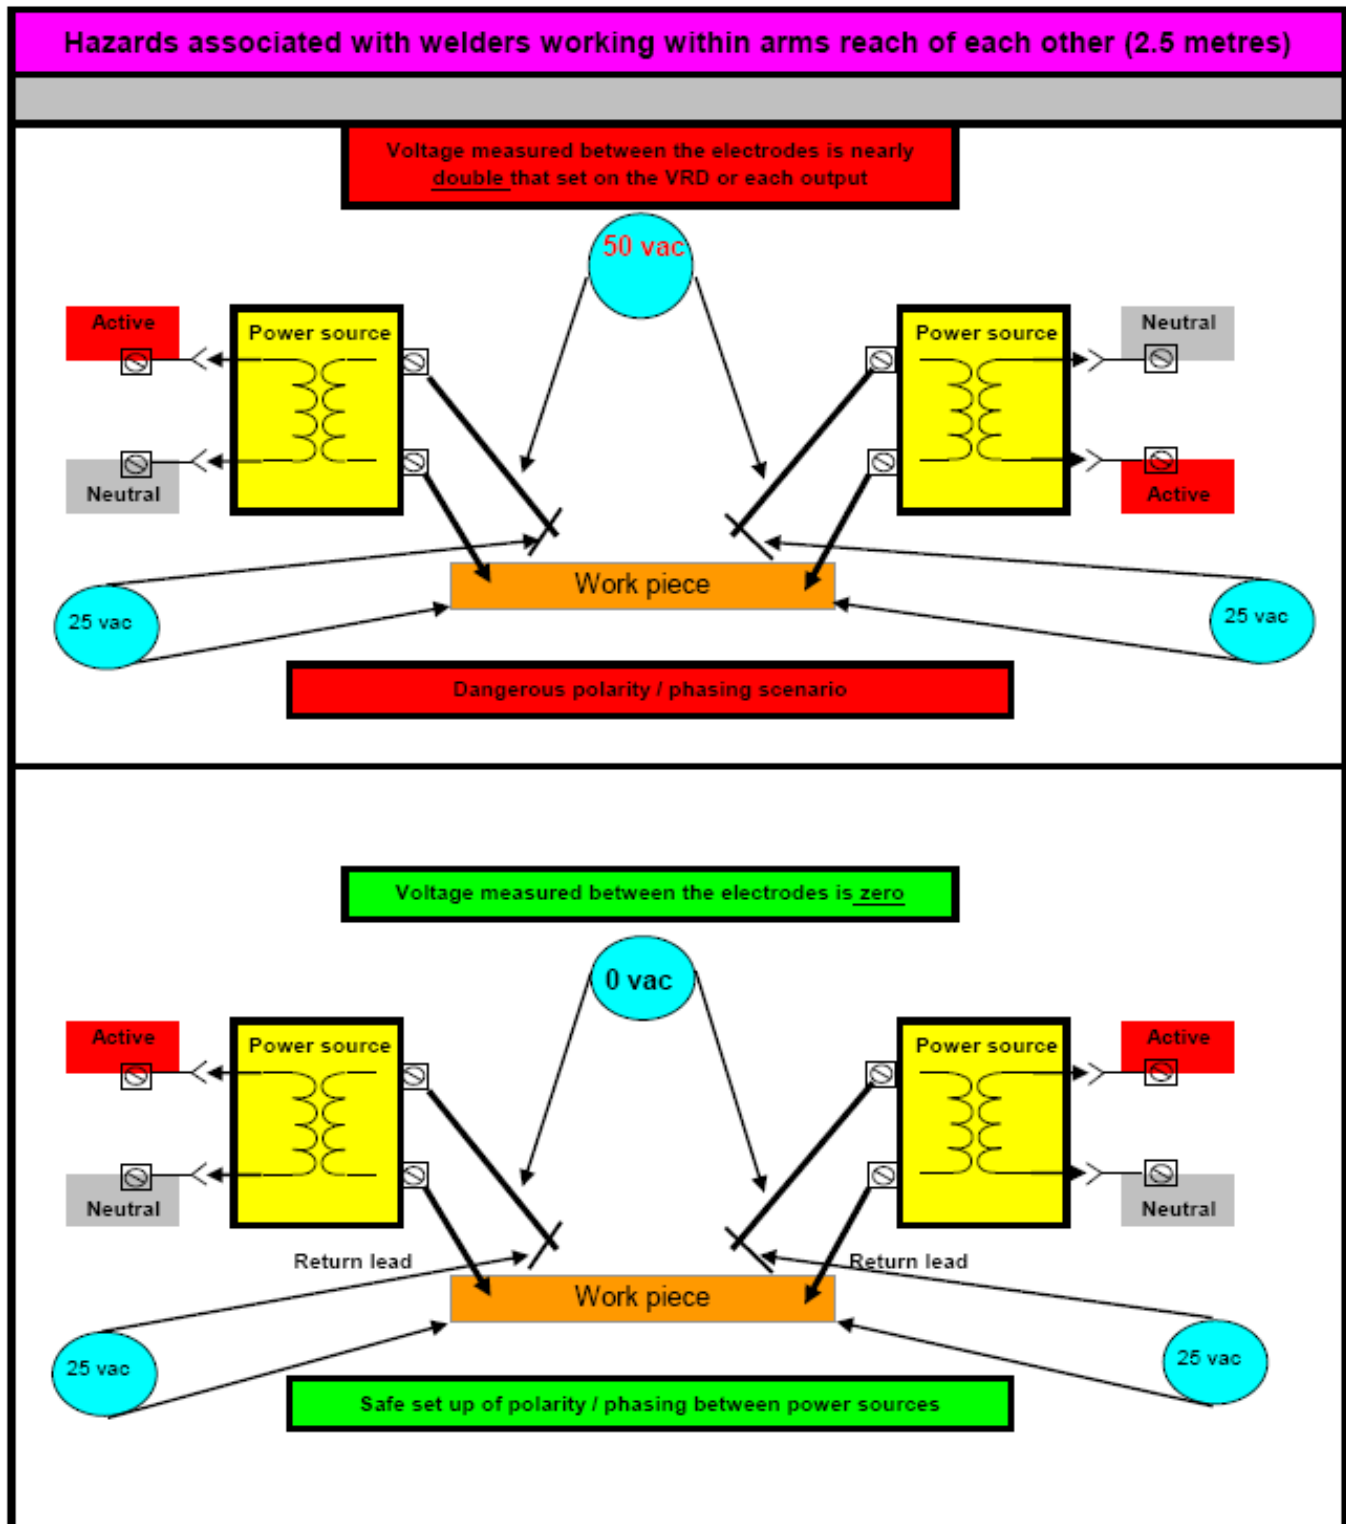 Hazards associated with welders working within arms reach of each other (2.5 metres)
Voltage measured between the electrodes is nearly
double that set on the VRD or each output
50 vac
Active
Power source
Power source
Neutral
Neutral
Active
Work piece
25 vac
25 vac
Dangerous polarity / phasing scenario
Voltage measured between the electrodes is zero
0 vac
Active
Power source
Power source
Active
Neutral
Neutral
Return lead
Return lead
Work piece
25 vac
25 vac
Safe set up of polarity / phasing between power sources